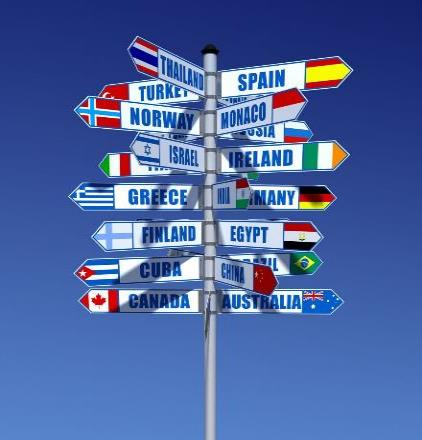 THAILAND
SPAIN
TURKEY
NORWAY
MONACO
ISRAEL
IRELAND
GREECE
FINLAND
EGYPT
CUBA
CHINA
CANADA
AUSTRALIA